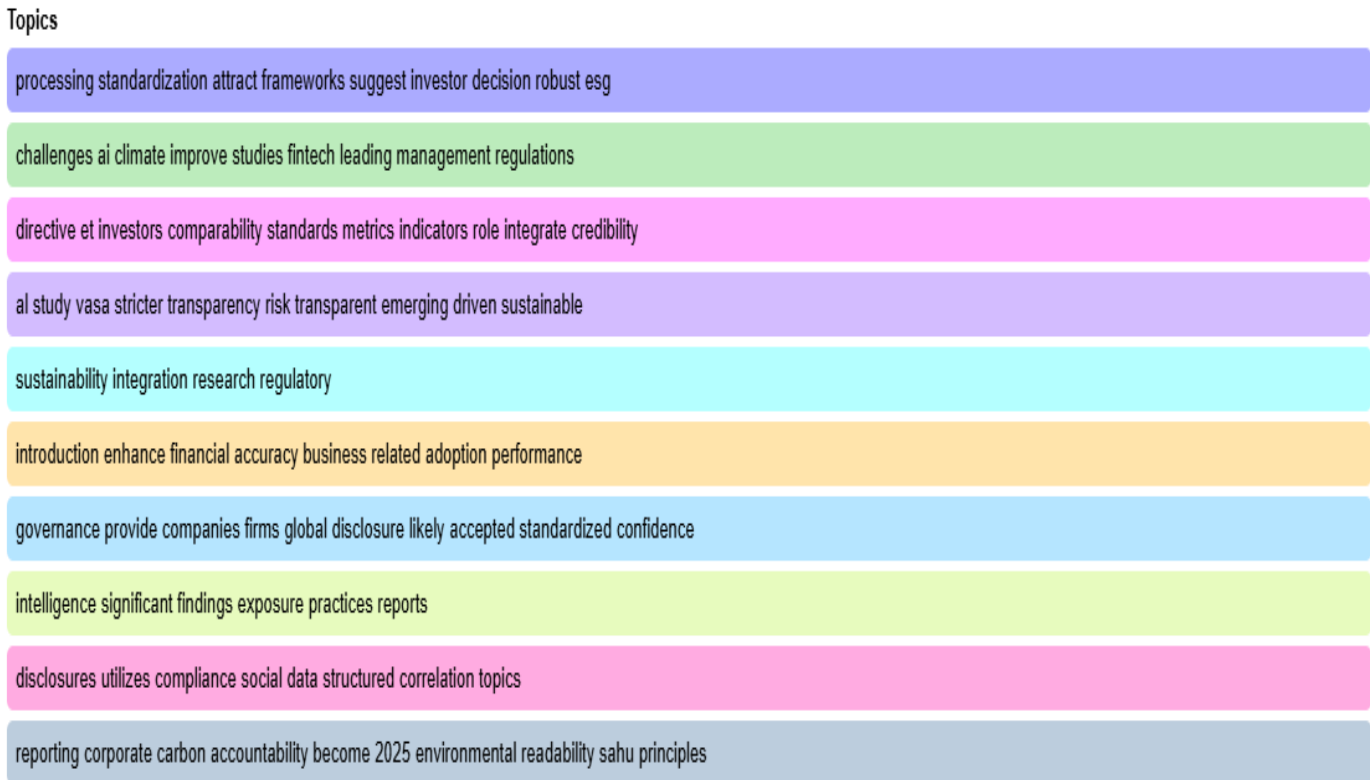 Topics
processing standardization attract frameworks suggest investor decision robust esg
challenges ai climate improve studies fintech leading management regulations
directive et investors comparability standards metrics indicators role integrate credibility
al study vasa stricter transparency risk transparent emerging driven sustainable
sustainability integration research regulatory
introduction enhance financial accuracy business related adoption performance
governance provide companies firms global disclosure likely accepted standardized confidence
intelligence significant findings exposure practices reports
disclosures utilizes compliance social data structured correlation topics
reporting corporate carbon accountability become 2025 environmental readability sahu principles